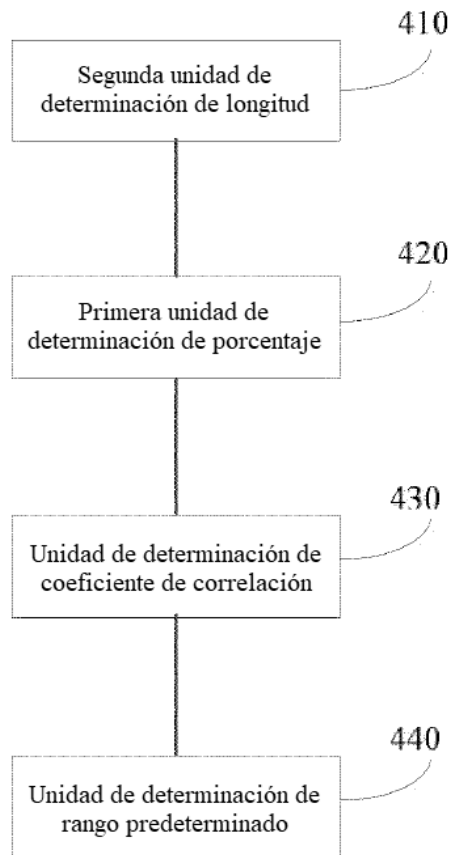 410
Segunda unidad de
determinación de longitud
420
Primera unidad de
determinación de porcentaje
430
Unidad de determinación de
coeficiente de correlación
440
Unidad de determinación de
rango predeterminado